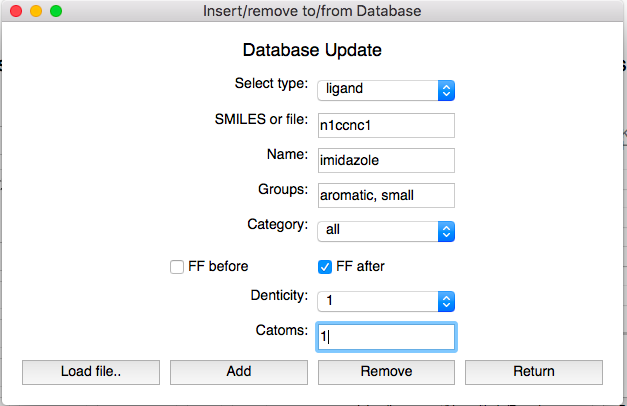 Insert/remove to/from Database
Database Update
Select type: ligand
SMILES or file: n1ccnc1
Name: imidazole
Groups: aromatic, small
Category: all
FF before FF after
Denticity: 1
Catoms: 1
Load file.. Add Remove Return